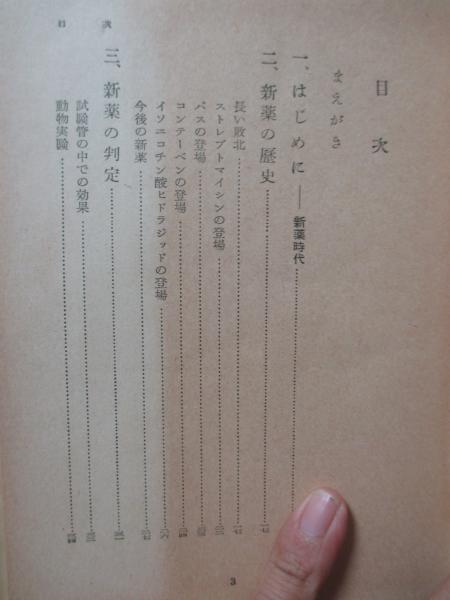 目次
目次
まえがき
一、はじめに——新薬時代
二、新薬の歴史
長い敗北
ストレプトマイシンの登場
パスの登場
コンテーベンの登場
イソニコチン酸ヒドラジッドの登場
今後の新薬
三、新薬の判定
試験管の中での効果
動物実験
3